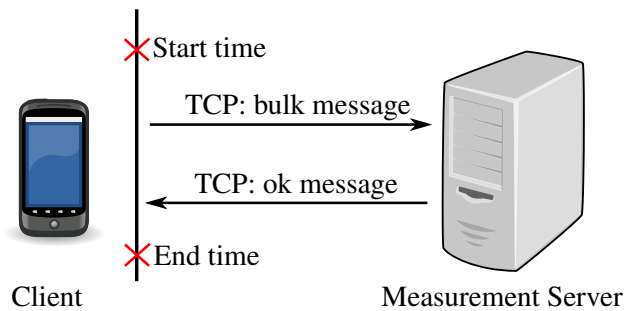 Start time
TCP: bulk message
TCP: ok message
End time
Client
Measurement Server